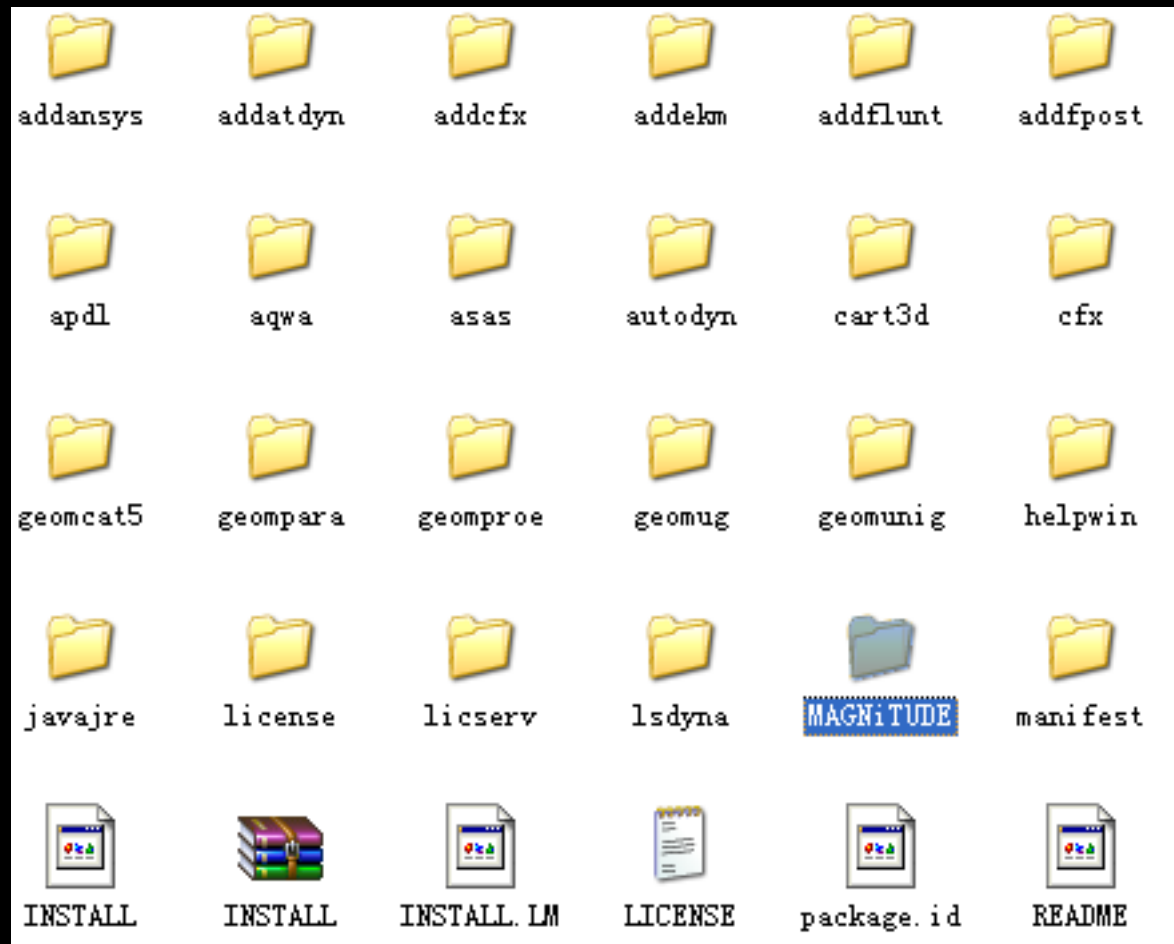 addansys addatdyn addcfx addekm addflunt addfpost
apdl aqwa asas autodyn cart3d cfx
geomcat5 geompara geomproe geomug geomunig helpwin
javajre license licserv lsdyna MAGNiTUDE manifest
INSTALL INSTALL INSTALL.LM LICENSE package.id README